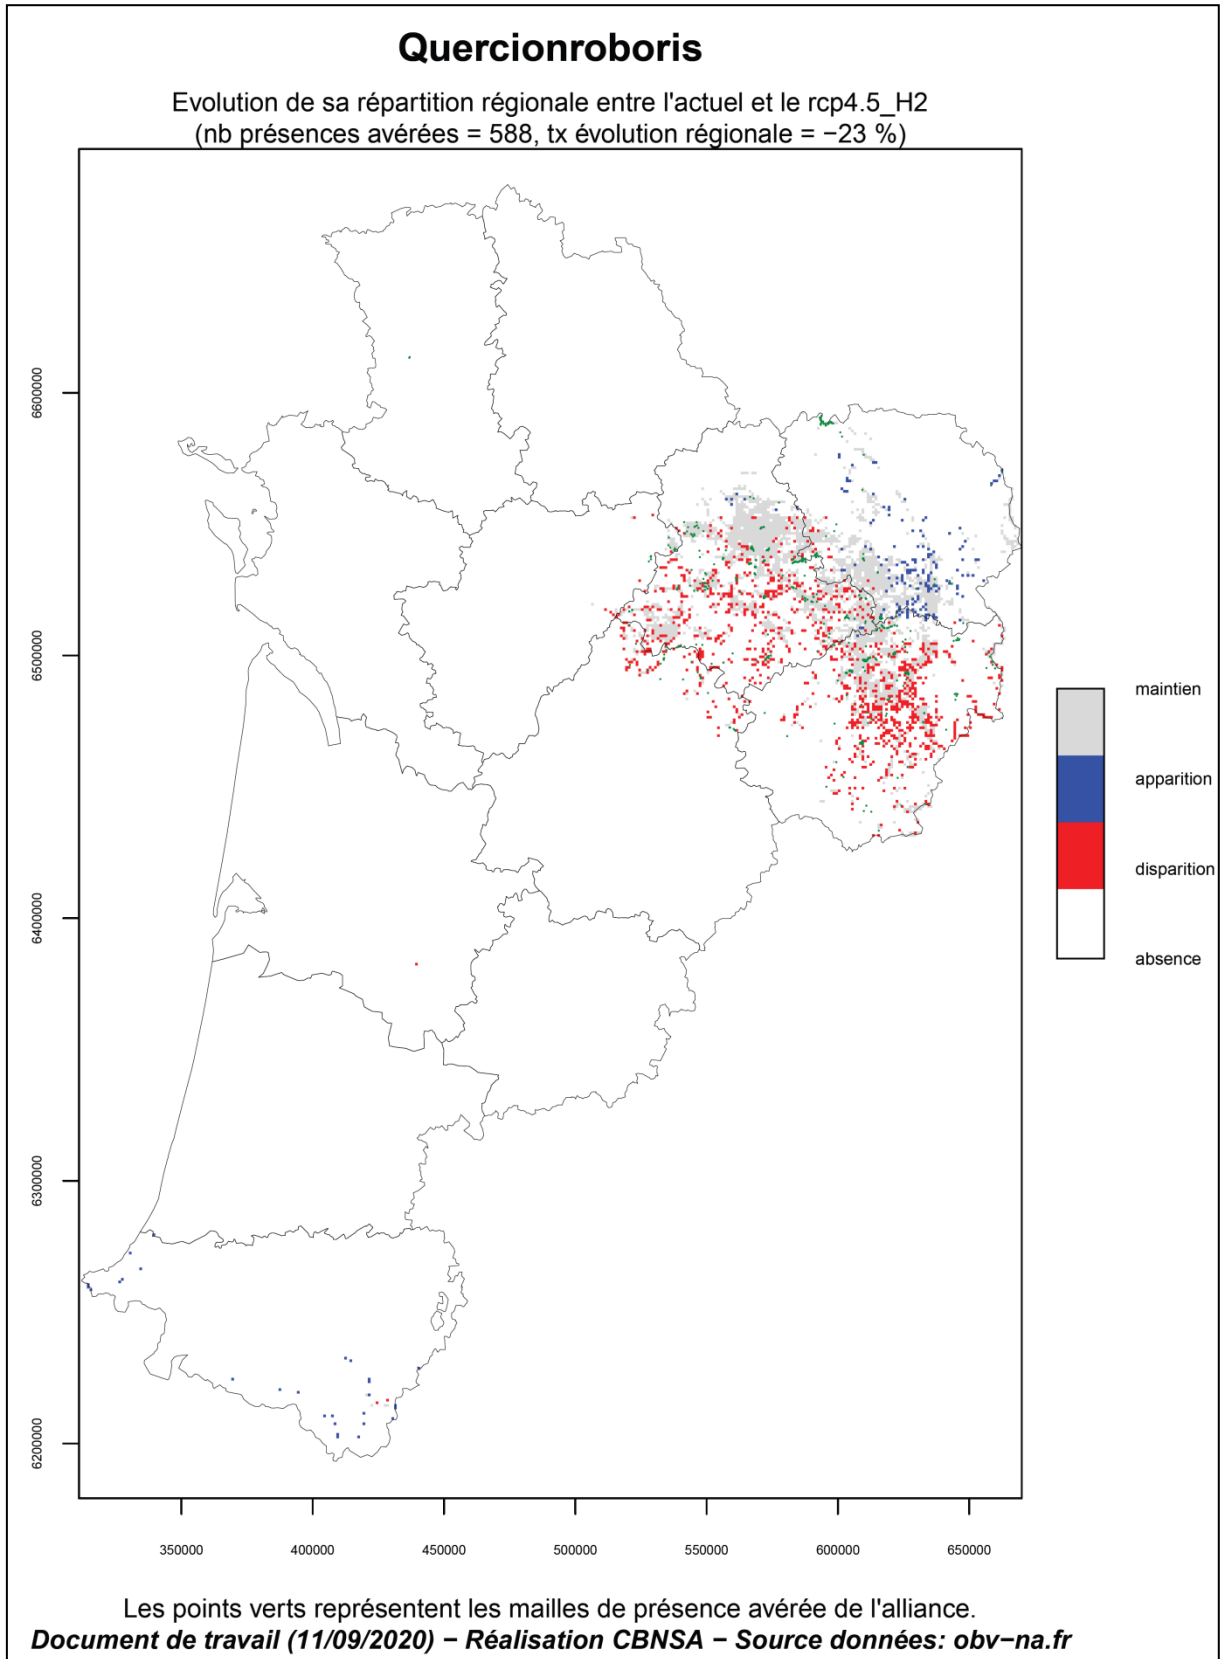 Quercionroboris
Evolution de sa répartition régionale entre l'actuel et le rcp4.5_H2
(nb présences avérées = 588, tx évolution régionale = −23 %)
6600000
6500000
6400000
6300000
6200000
maintien
apparition
disparition
absence
350000 400000 450000 500000 550000 600000 650000
Les points verts représentent les mailles de présence avérée de l'alliance.
Document de travail (11/09/2020) − Réalisation CBNSA − Source données: obv−na.fr